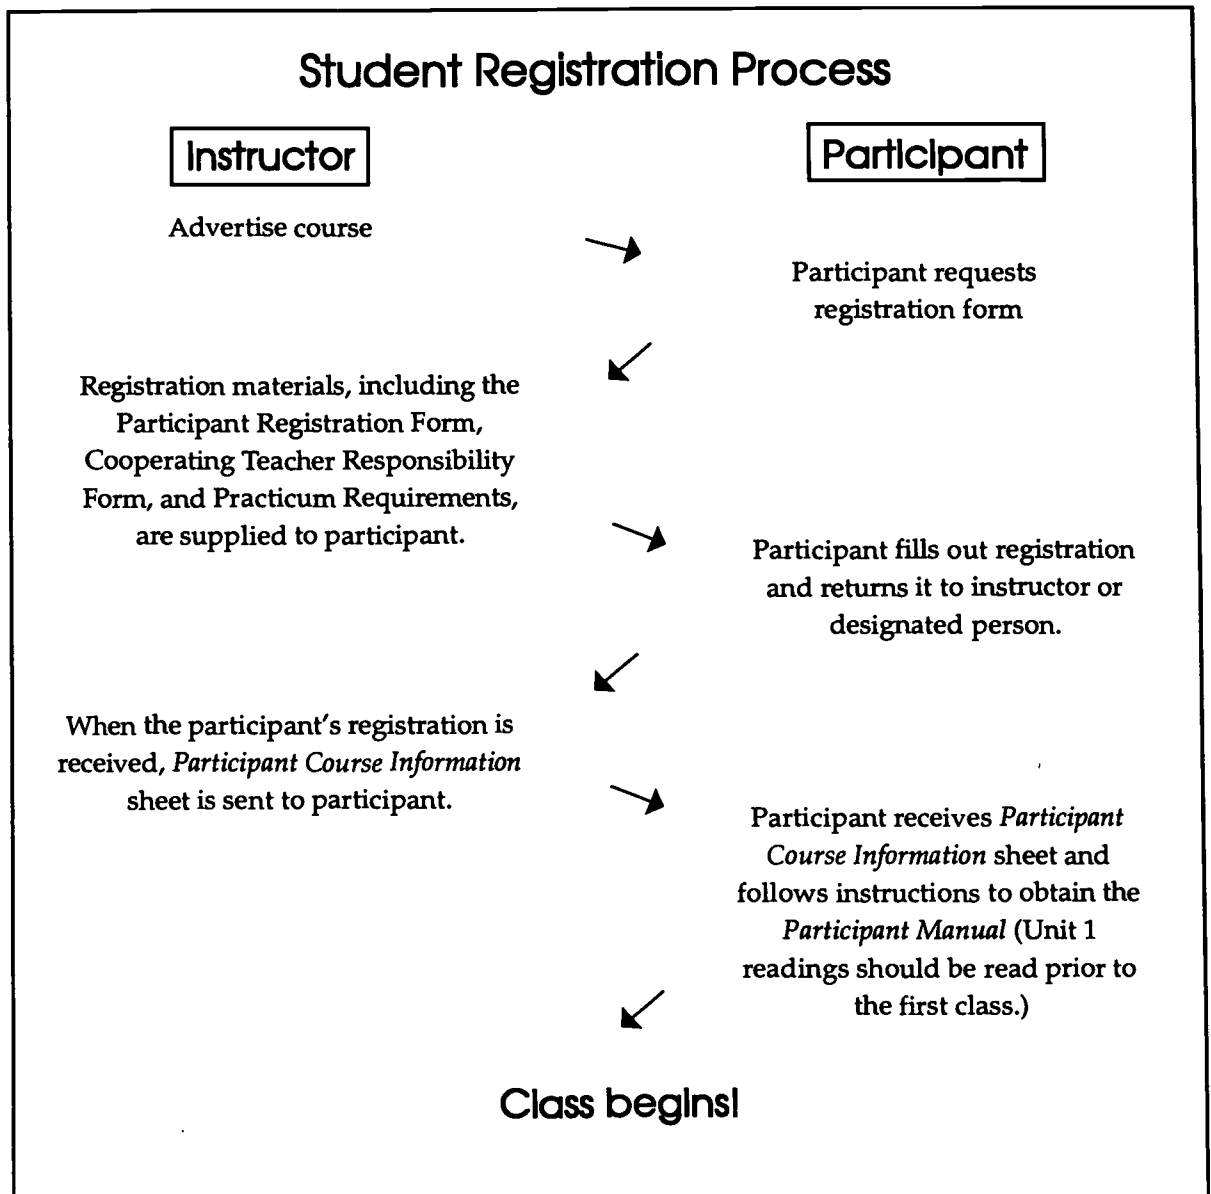 Student Registration Process
Instructor
Participant
Advertise course
Participant requests
registration form
Registration materials, including the
Participant Registration Form,
Cooperating Teacher Responsibility
Form, and Practicum Requirements,
are supplied to participant.
Participant fills out registration
and returns it to instructor or
designated person.
When the participant's registration is
received, Participant Course Information
sheet is sent to participant.
Participant receives Participant
Course Information sheet and
follows instructions to obtain the
Participant Manual (Unit 1
readings should be read prior to
the first class.)
Class begins!